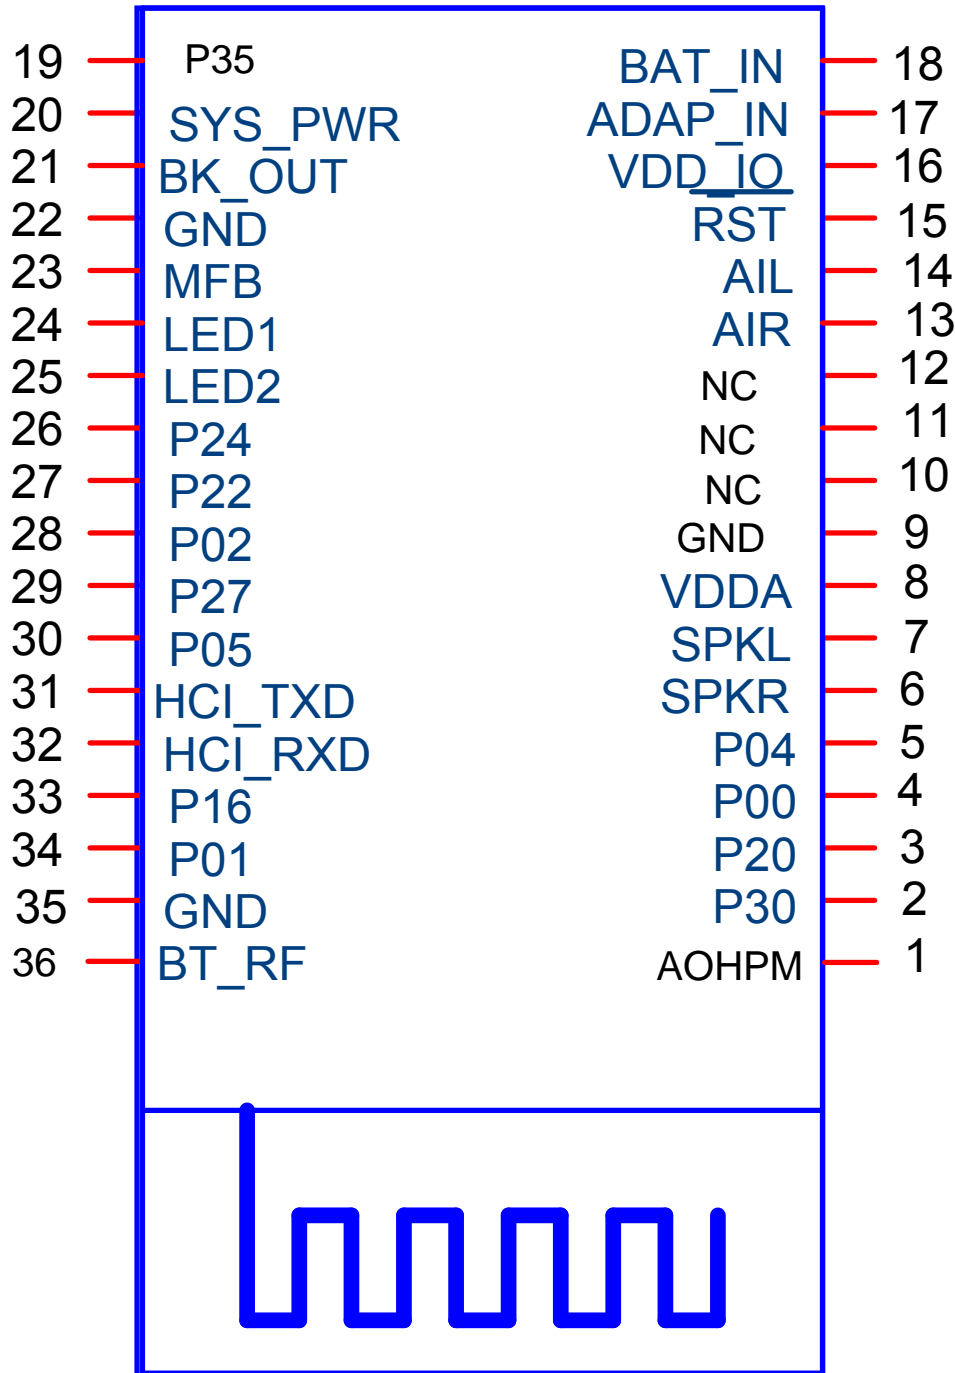 19 P35 BAT_IN 18
20 SYS_PWR ADAP_IN 17
21 BK_OUT VDD_IO 16
22 GND RST 15
23 MFB AIL 14
24 LED1 AIR 13
25 LED2 NC 12
26 P24 NC 11
27 P22 NC 10
28 P02 GND 9
29 P27 VDDA 8
30 P05 SPKL 7
31 HCI_TXD SPKR 6
32 HCI_RXD P04 5
33 P16 P00 4
34 P01 P20 3
35 GND P30 2
36 BT_RF AOHPM 1